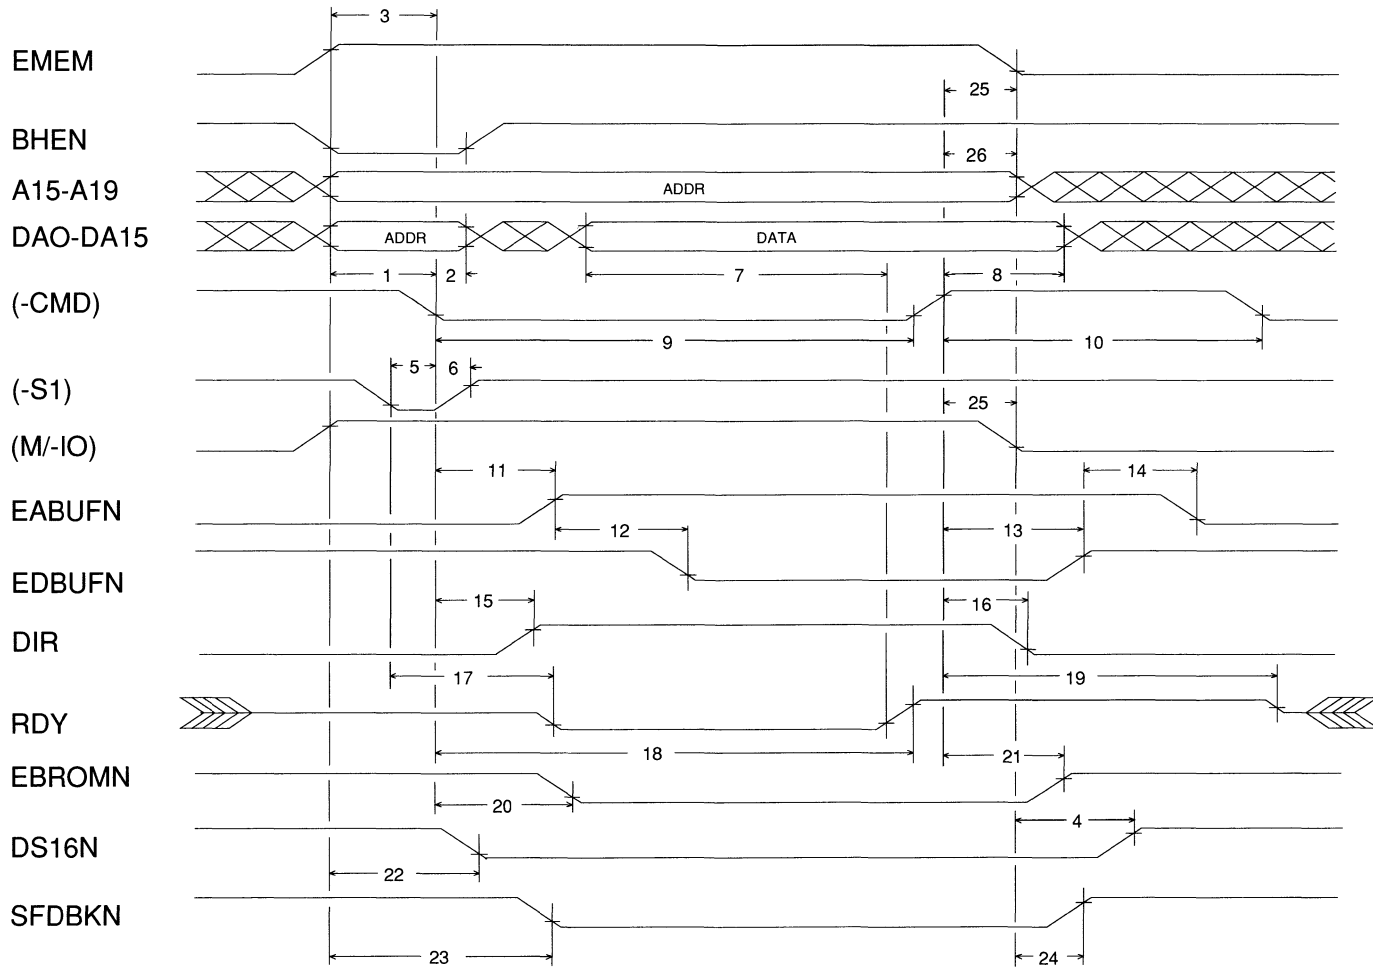 3
EMEM
25
BHEN
26
A15-A19
ADDR
DAO-DA15
ADDR
DATA
1
2
7
8
(-CMD)
9
10
5
6
(-S1)
25
(M/-IO)
11
14
EABUFN
12
13
EDBUFN
15
16
DIR
17
19
RDY
18
21
EBROMN
20
4
DS16N
22
SFDBKN
23
24